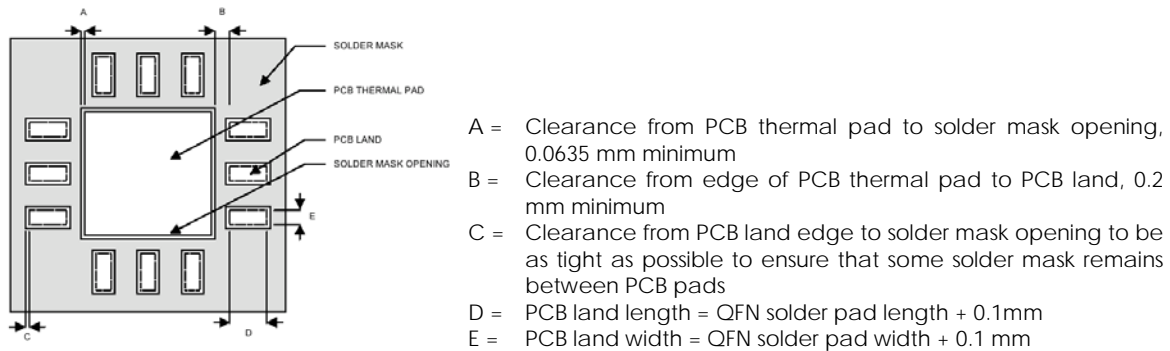 A
B
SOLDER MASK
PCB THERMAL PAD
PCB LAND
SOLDER MASK OPENING
E
C
D
A = Clearance from PCB thermal pad to solder mask opening,
0.0635 mm minimum
B = Clearance from edge of PCB thermal pad to PCB land, 0.2
mm minimum
C = Clearance from PCB land edge to solder mask opening to be
as tight as possible to ensure that some solder mask remains
between PCB pads
D = PCB land length = QFN solder pad length + 0.1mm
E = PCB land width = QFN solder pad width + 0.1 mm